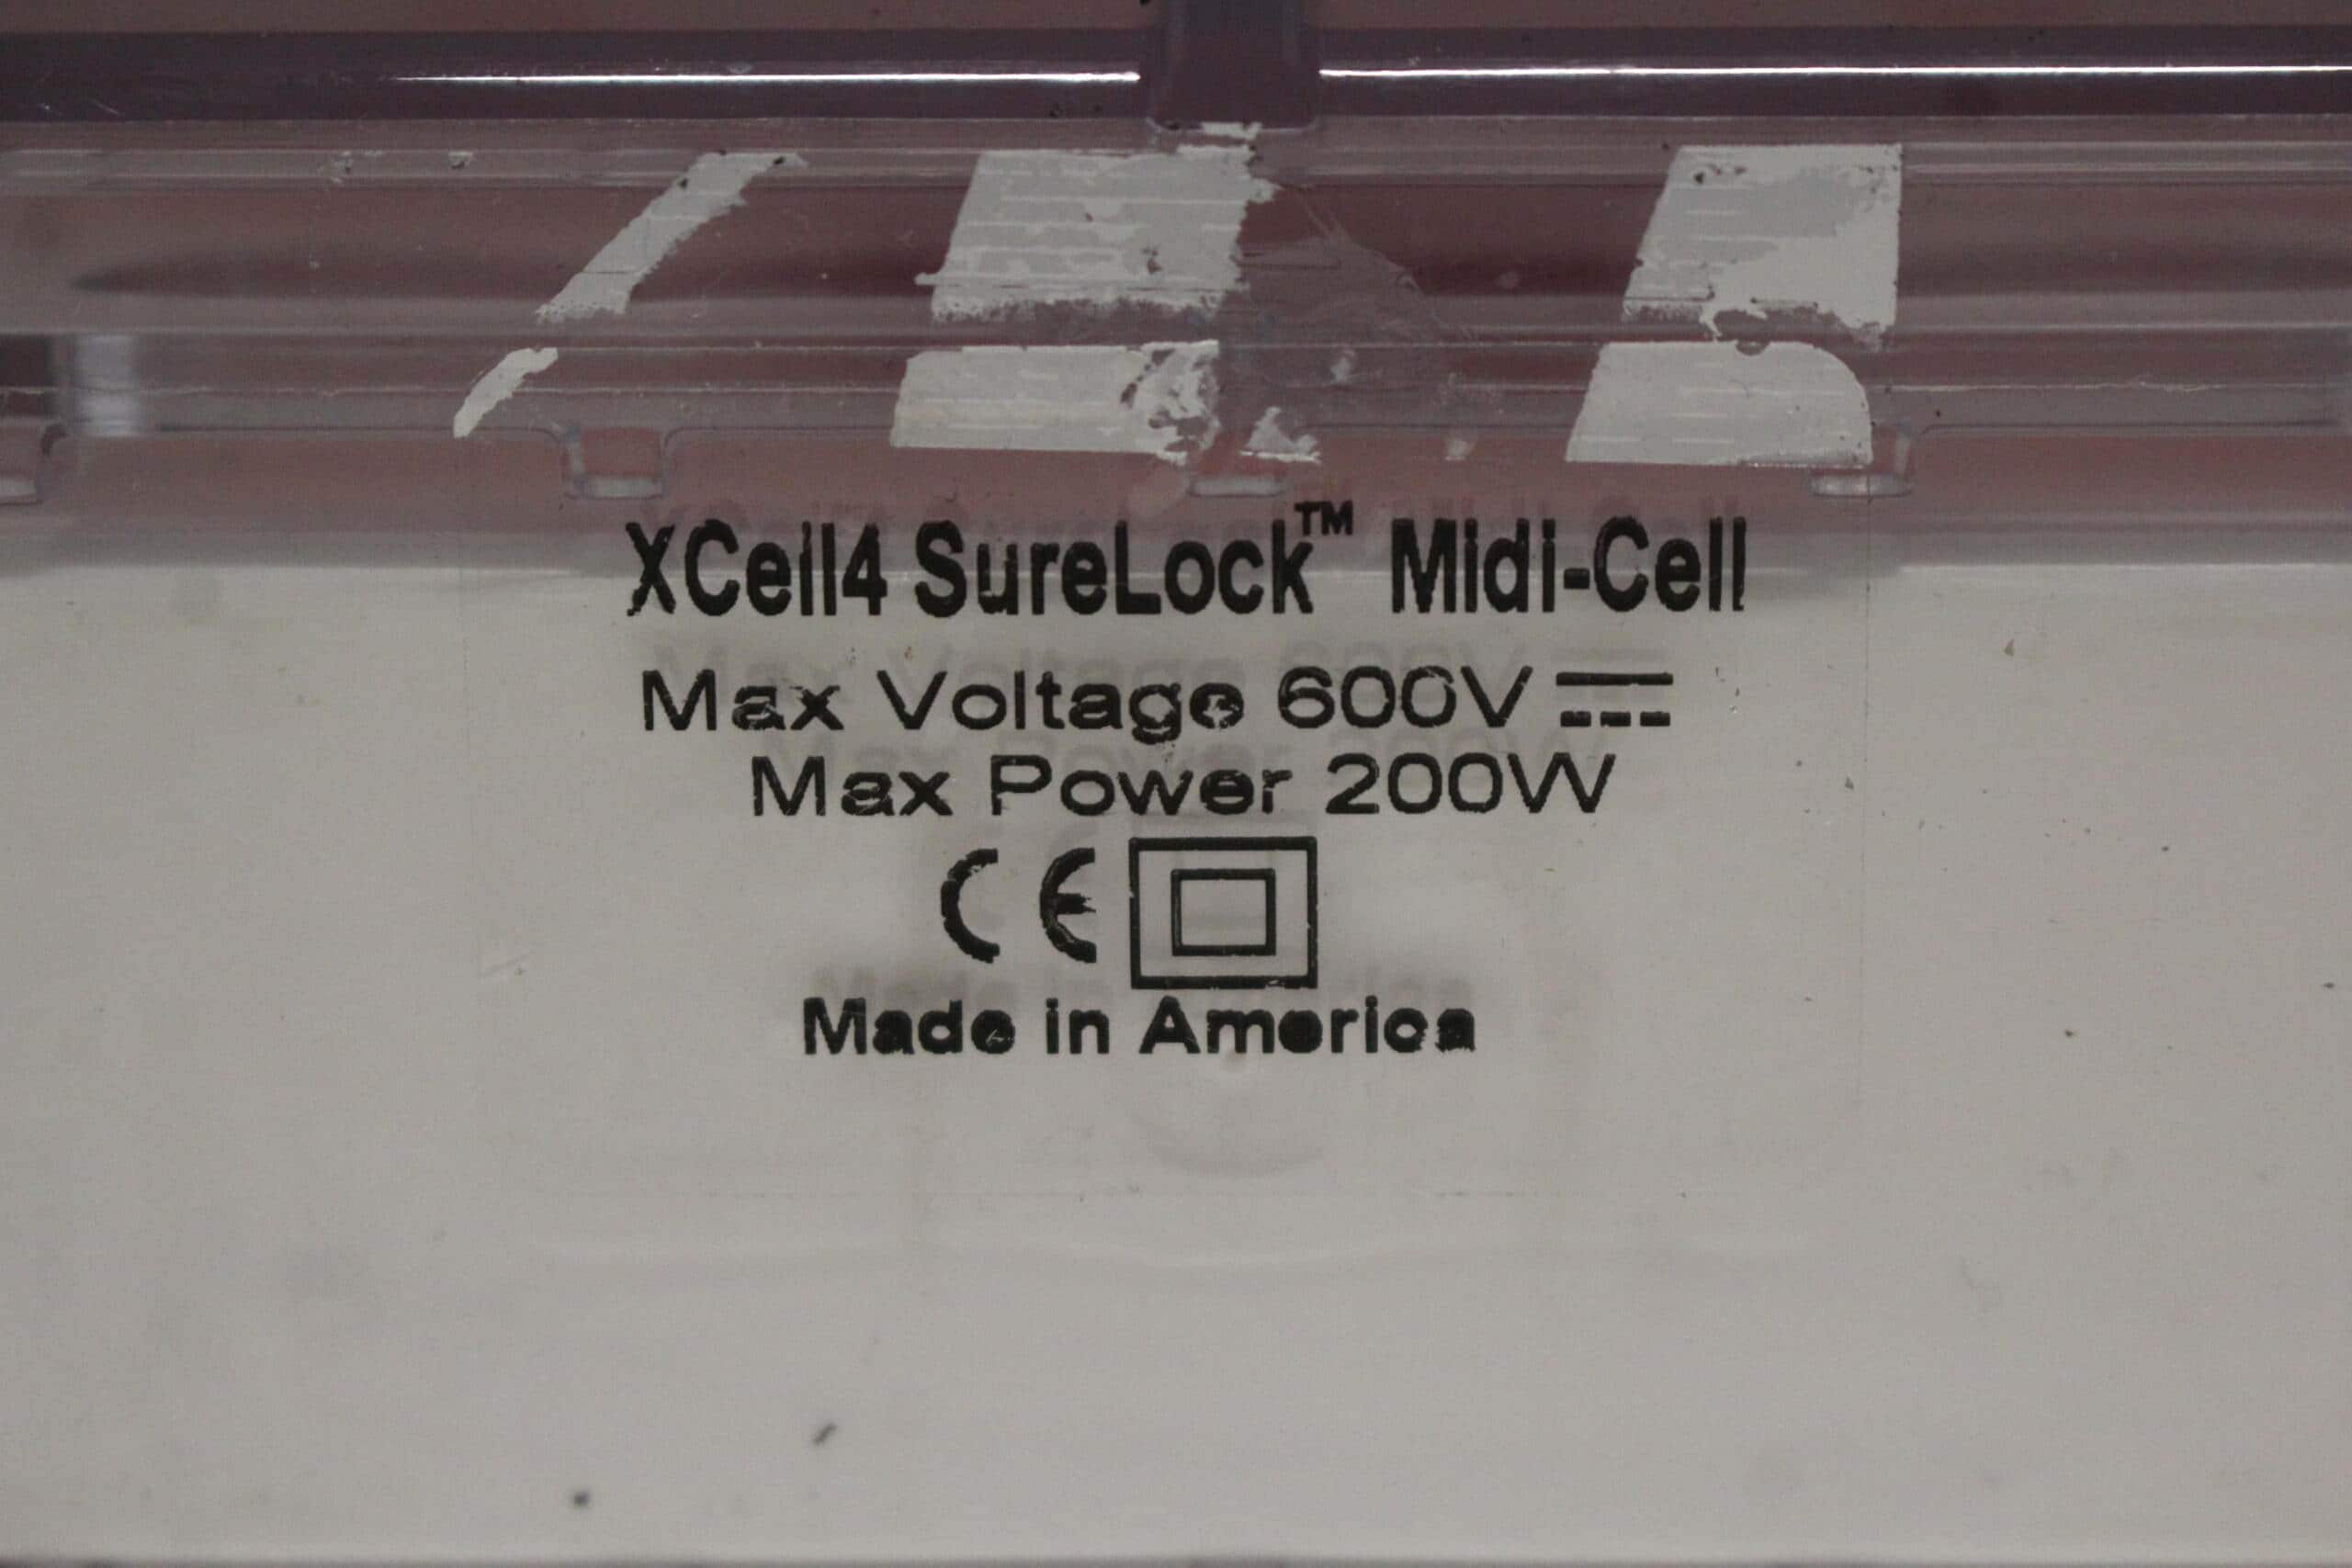 XCell4 SureLock™ Midi-Cell
Max Voltage 600V ⎓
Max Power 200W
CE
Made in America